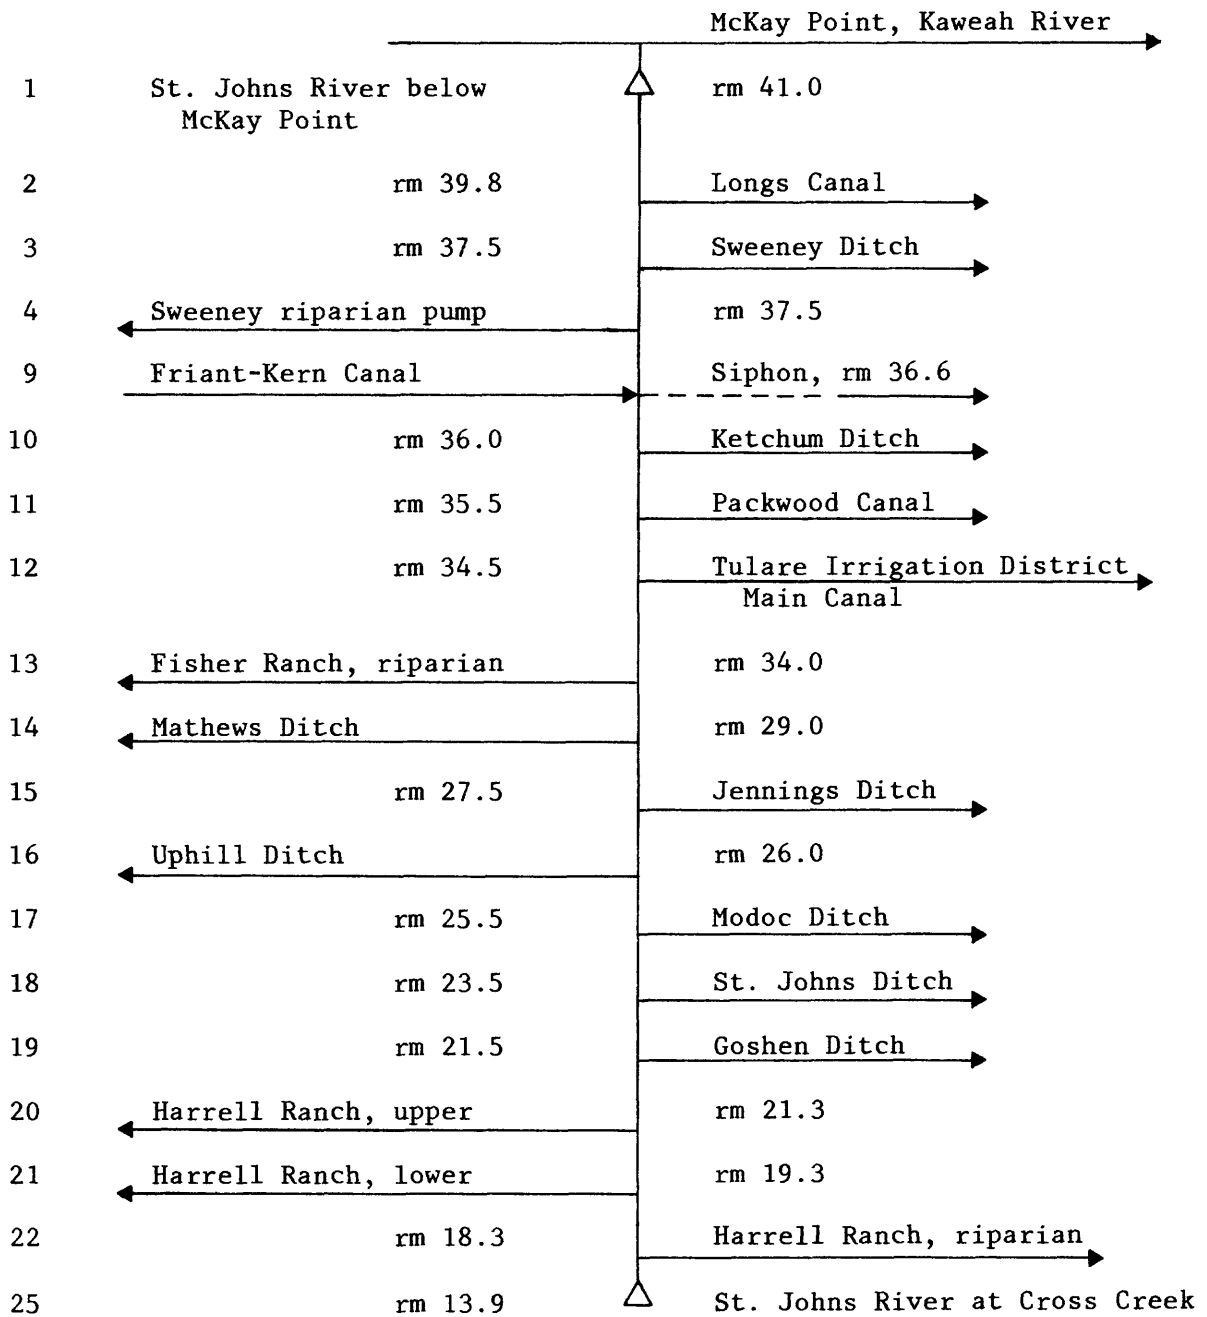 McKay Point, Kaweah River
1 St. Johns River below rm 41.0
McKay Point
2 rm 39.8 Longs Canal
3 rm 37.5 Sweeney Ditch
4 Sweeney riparian pump rm 37.5
9 Friant-Kern Canal Siphon, rm 36.6
10 rm 36.0 Ketchum Ditch
11 rm 35.5 Packwood Canal
12 rm 34.5 Tulare Irrigation District
Main Canal
13 Fisher Ranch, riparian rm 34.0
14 Mathews Ditch rm 29.0
15 rm 27.5 Jennings Ditch
16 Uphill Ditch rm 26.0
17 rm 25.5 Modoc Ditch
18 rm 23.5 St. Johns Ditch
19 rm 21.5 Goshen Ditch
20 Harrell Ranch, upper rm 21.3
21 Harrell Ranch, lower rm 19.3
22 rm 18.3 Harrell Ranch, riparian
25 rm 13.9 St. Johns River at Cross Creek